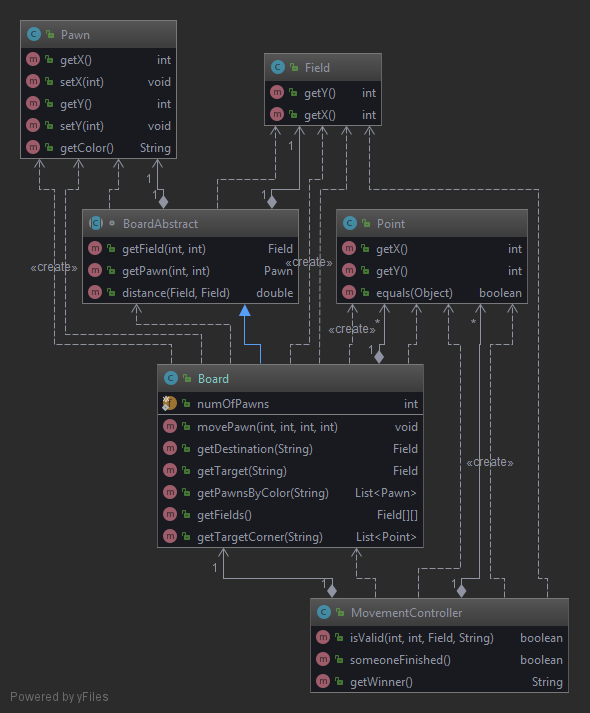 Pawn
getX() int
setX(int) void
getY() int
setY(int) void
getColor() String
Field
getY() int
getX() int
1
1
1
1
BoardAbstract
getField(int, int) Field
getPawn(int, int) Pawn
distance(Field, Field) double
Point
getX() int
getY() int
equals(Object) boolean
«create»
«create»
«create»
*
*
1
Board
numOfPawns int
movePawn(int, int, int, int) void
getDestination(String) Field
getTarget(String) Field
getPawnsByColor(String) List<Pawn>
getFields() Field[][]
getTargetCorner(String) List<Point>
«create»
1
1
1
MovementController
isValid(int, int, Field, String) boolean
someoneFinished() boolean
getWinner() String
Powered by yFiles